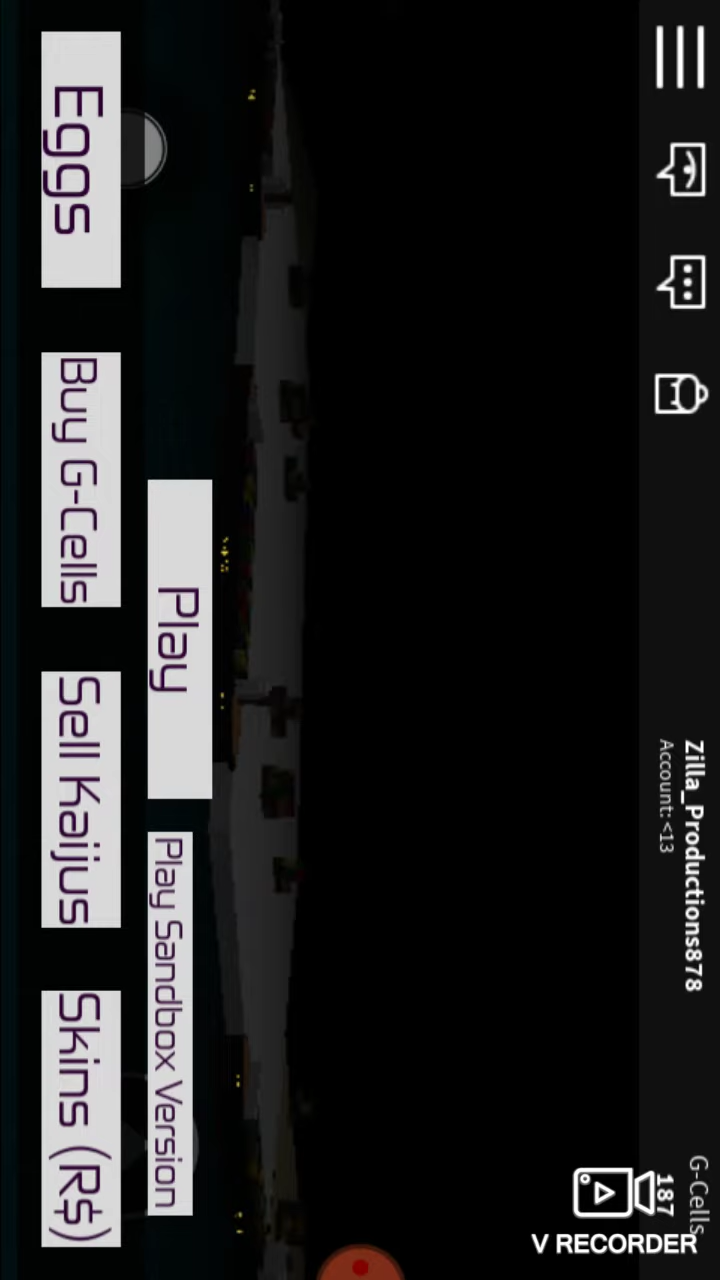 Zilla_Productions878
Account: <13
G-Cells
187
V RECORDER
Play
Play Sandbox Version
Eggs
Buy G-Cells
Sell Kaijus
Skins (R$)